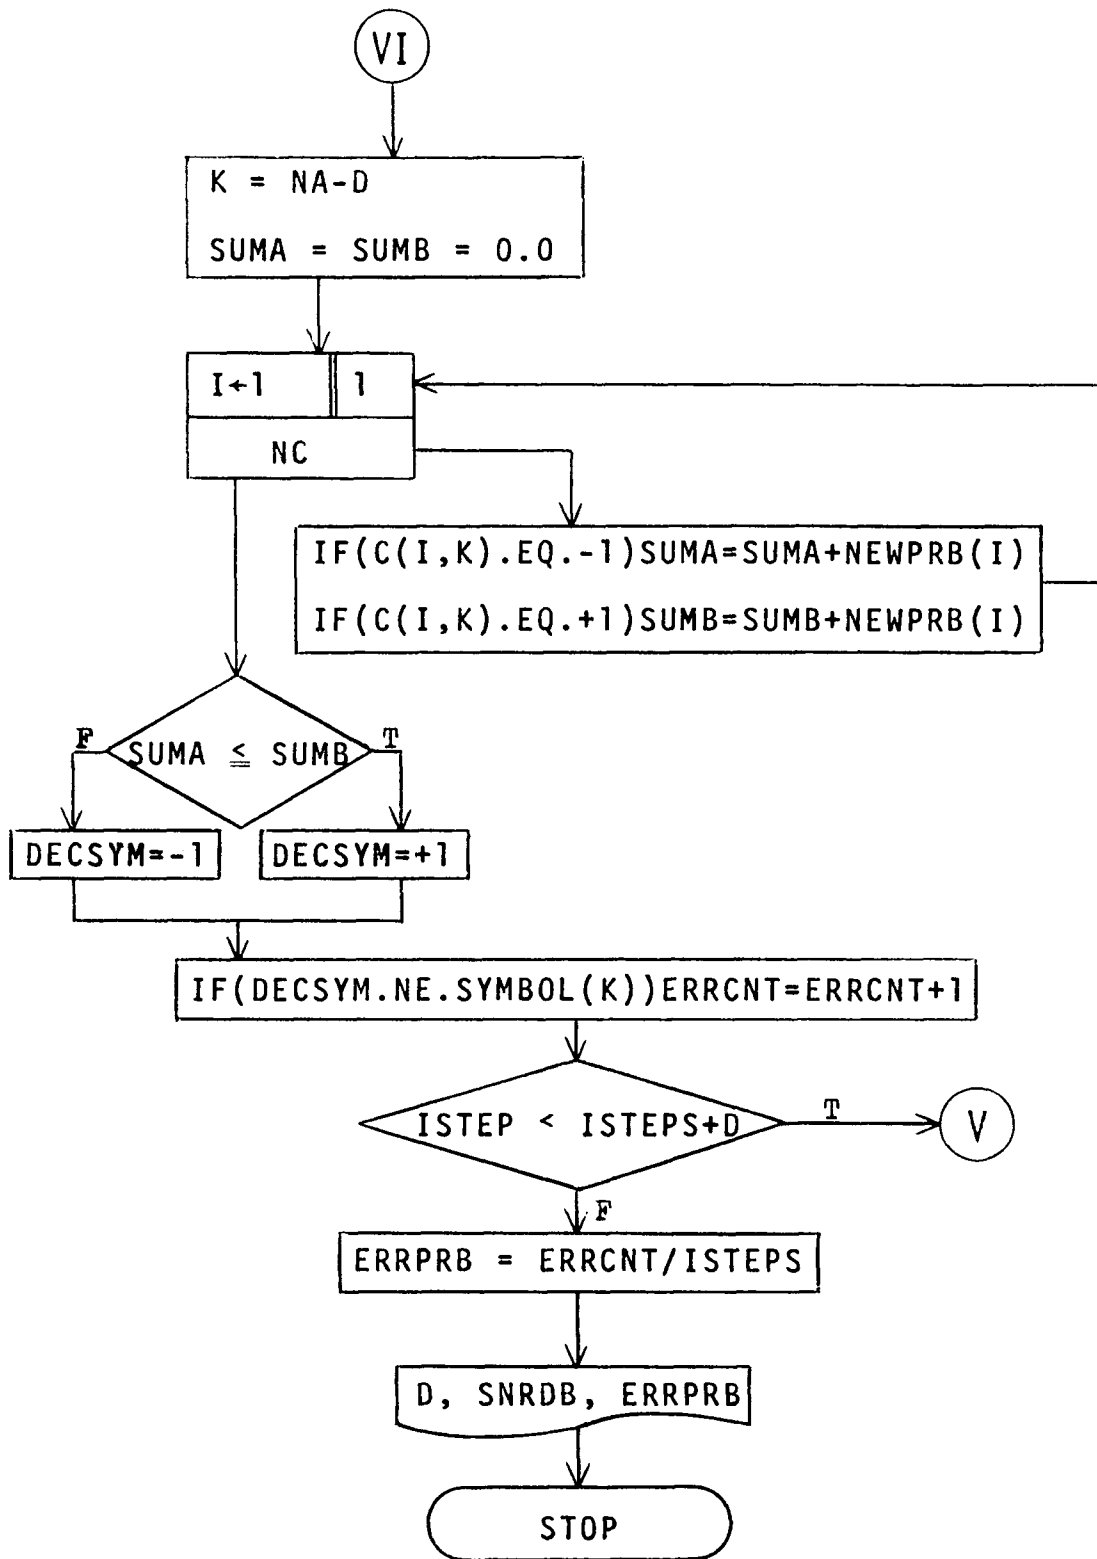 VI
K = NA-D
SUMA = SUMB = 0.0
I←1 1
NC
IF(C(I,K).EQ.-1)SUMA=SUMA+NEWPRB(I)
IF(C(I,K).EQ.+1)SUMB=SUMB+NEWPRB(I)
F SUMA ≦ SUMB T
DECSYM=-1 DECSYM=+1
IF(DECSYM.NE.SYMBOL(K))ERRCNT=ERRCNT+1
ISTEP < ISTEPS+D T V
F
ERRPRB = ERRCNT/ISTEPS
D, SNRDB, ERRPRB
STOP